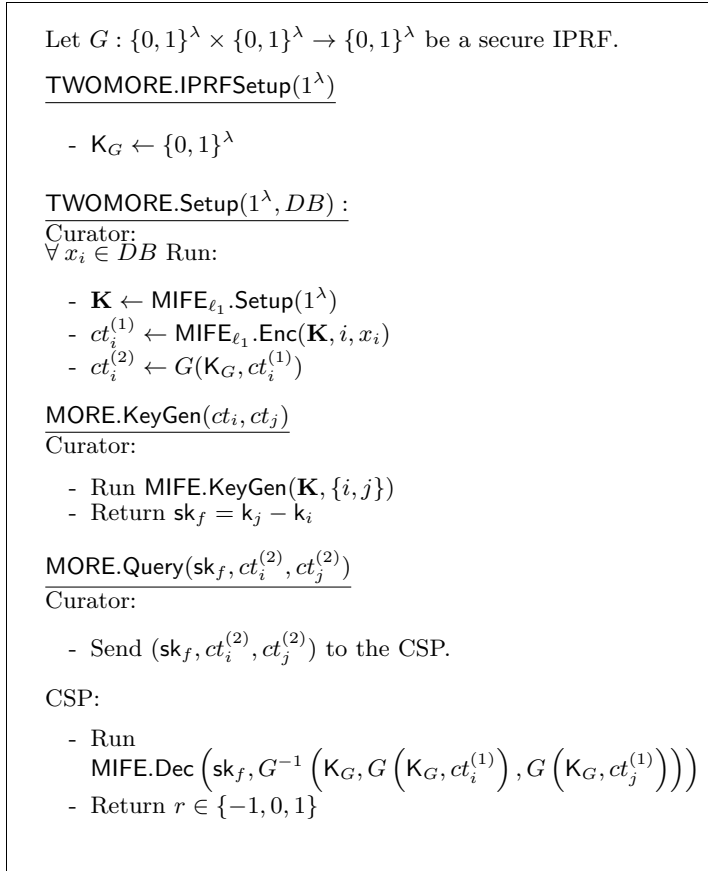 Let G : {0, 1}^λ × {0, 1}^λ → {0, 1}^λ be a secure IPRF.
TWOMORE.IPRFSetup(1^λ)
- K_G ← {0, 1}^λ
TWOMORE.Setup(1^λ, DB) :
Curator:
∀ x_i ∈ DB Run:
- K ← MIFE_{ℓ_1}.Setup(1^λ)
- ct_i^{(1)} ← MIFE_{ℓ_1}.Enc(K, i, x_i)
- ct_i^{(2)} ← G(K_G, ct_i^{(1)})
MORE.KeyGen(ct_i, ct_j)
Curator:
- Run MIFE.KeyGen(K, {i, j})
- Return sk_f = k_j − k_i
MORE.Query(sk_f, ct_i^{(2)}, ct_j^{(2)})
Curator:
- Send (sk_f, ct_i^{(2)}, ct_j^{(2)}) to the CSP.
CSP:
- Run
MIFE.Dec (sk_f, G^{−1} (K_G, G (K_G, ct_i^{(1)}) , G (K_G, ct_j^{(1)})))
- Return r ∈ {−1, 0, 1}